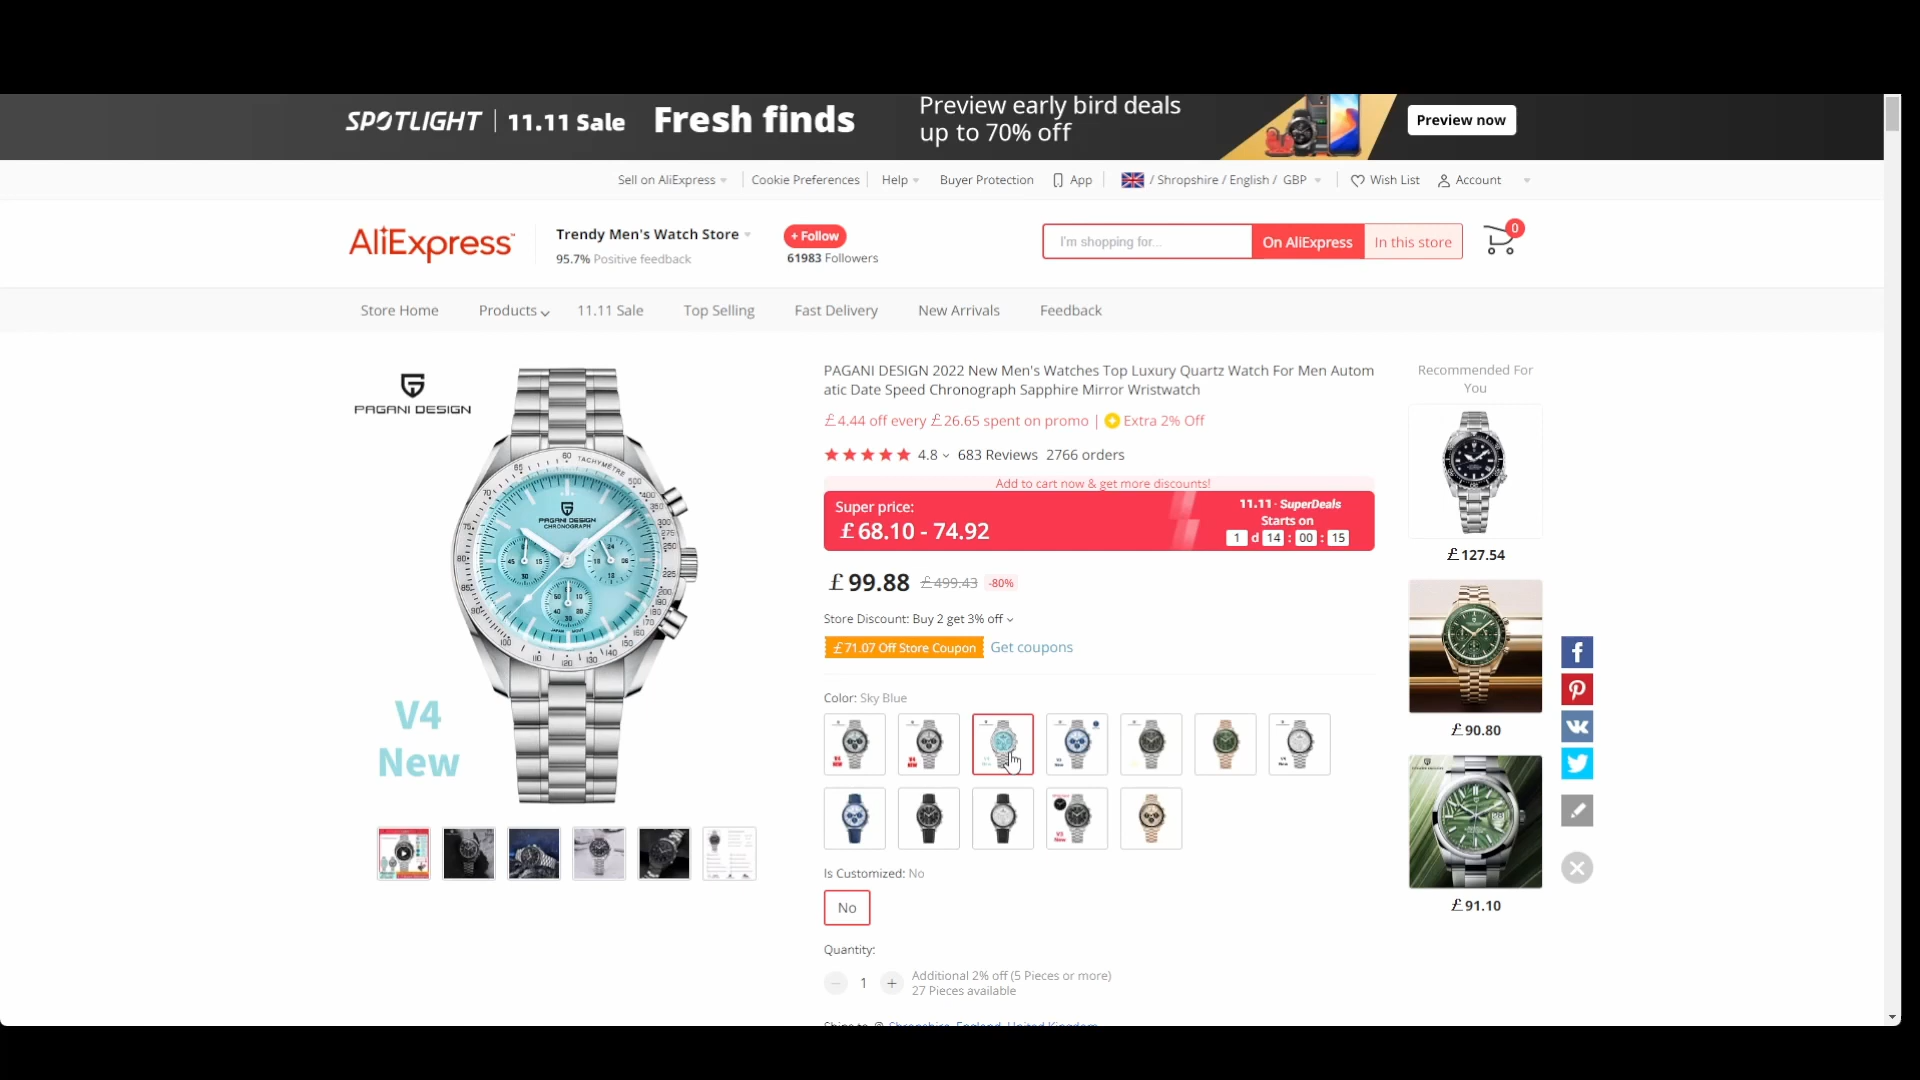 SPOTLIGHT | 11.11 Sale
Fresh finds
Preview early bird deals
up to 70% off
Preview now
Sell on AliExpress
Cookie Preferences
Help
Buyer Protection
App
/ Shropshire / English / GBP
Wish List
Account
AliExpress™
Trendy Men's Watch Store
95.7% Positive feedback
+ Follow
61983 Followers
I'm shopping for...
On AliExpress
In this store
0
Store Home
Products
11.11 Sale
Top Selling
Fast Delivery
New Arrivals
Feedback
PAGANI DESIGN
TACHYMÈTRE
PAGANI DESIGN
CHRONOGRAPH
V4
New
PAGANI DESIGN 2022 New Men's Watches Top Luxury Quartz Watch For Men Autom
atic Date Speed Chronograph Sapphire Mirror Wristwatch
£4.44 off every £26.65 spent on promo | Extra 2% Off
4.8 683 Reviews 2766 orders
Add to cart now & get more discounts!
Super price:
£68.10 - 74.92
11.11 · SuperDeals
Starts on
1 d 14 : 00 : 15
£99.88 £499.43 -80%
Store Discount: Buy 2 get 3% off
£71.07 Off Store Coupon
Get coupons
Color: Sky Blue
Is Customized: No
No
Quantity:
1
Additional 2% off (5 Pieces or more)
27 Pieces available
Recommended For
You
£127.54
£90.80
£91.10